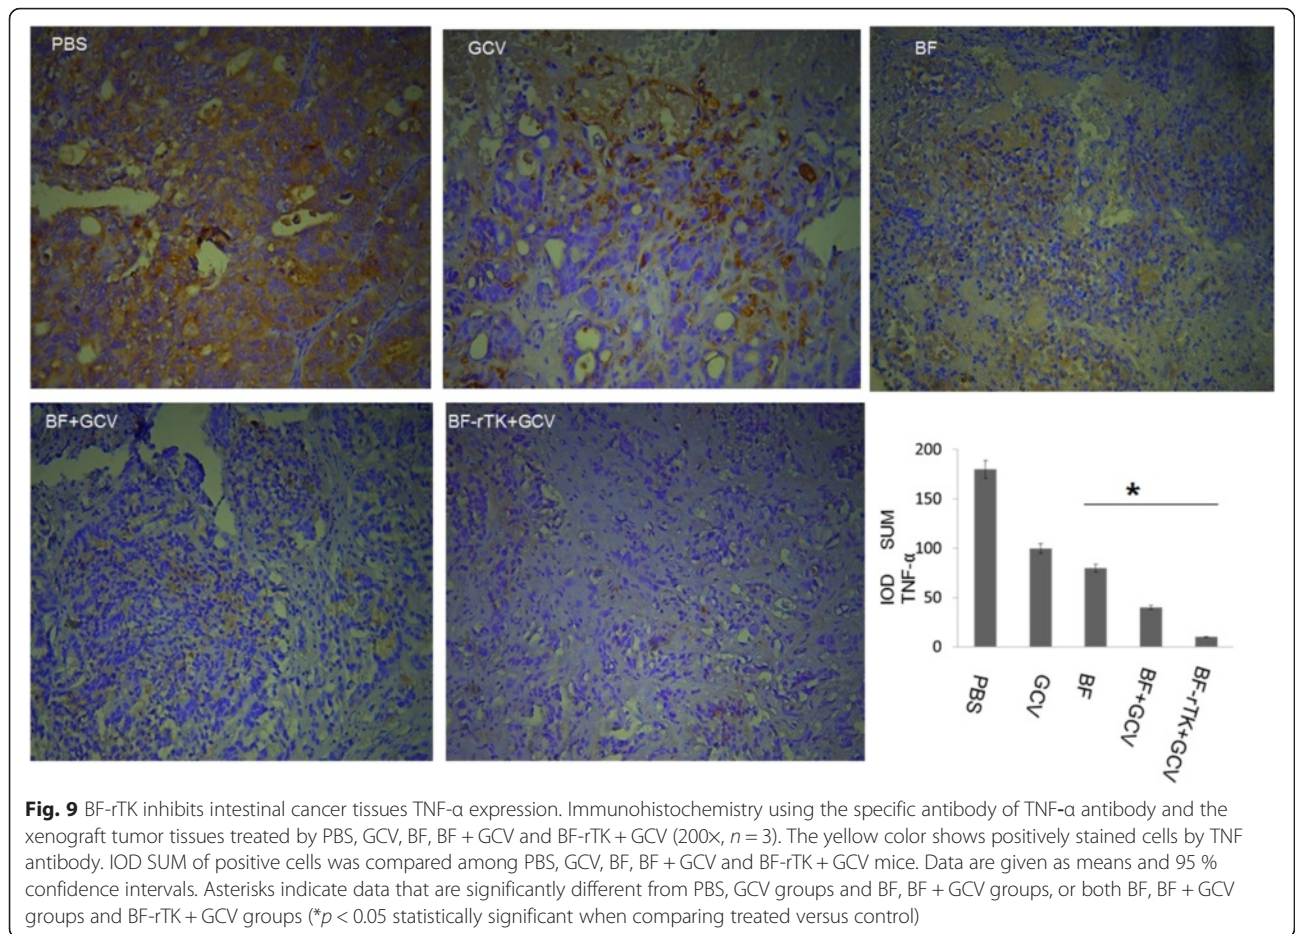 PBS
GCV
BF
BF+GCV
BF-rTK+GCV
IOD SUM
TNF-α
200
150
100
50
0
*
PBS
GCV
BF
BF+GCV
BF-rTK+GCV
Fig. 9 BF-rTK inhibits intestinal cancer tissues TNF-α expression. Immunohistochemistry using the specific antibody of TNF-α antibody and the
xenograft tumor tissues treated by PBS, GCV, BF, BF + GCV and BF-rTK + GCV (200×, n = 3). The yellow color shows positively stained cells by TNF
antibody. IOD SUM of positive cells was compared among PBS, GCV, BF, BF + GCV and BF-rTK + GCV mice. Data are given as means and 95 %
confidence intervals. Asterisks indicate data that are significantly different from PBS, GCV groups and BF, BF + GCV groups, or both BF, BF + GCV
groups and BF-rTK + GCV groups (*p < 0.05 statistically significant when comparing treated versus control)